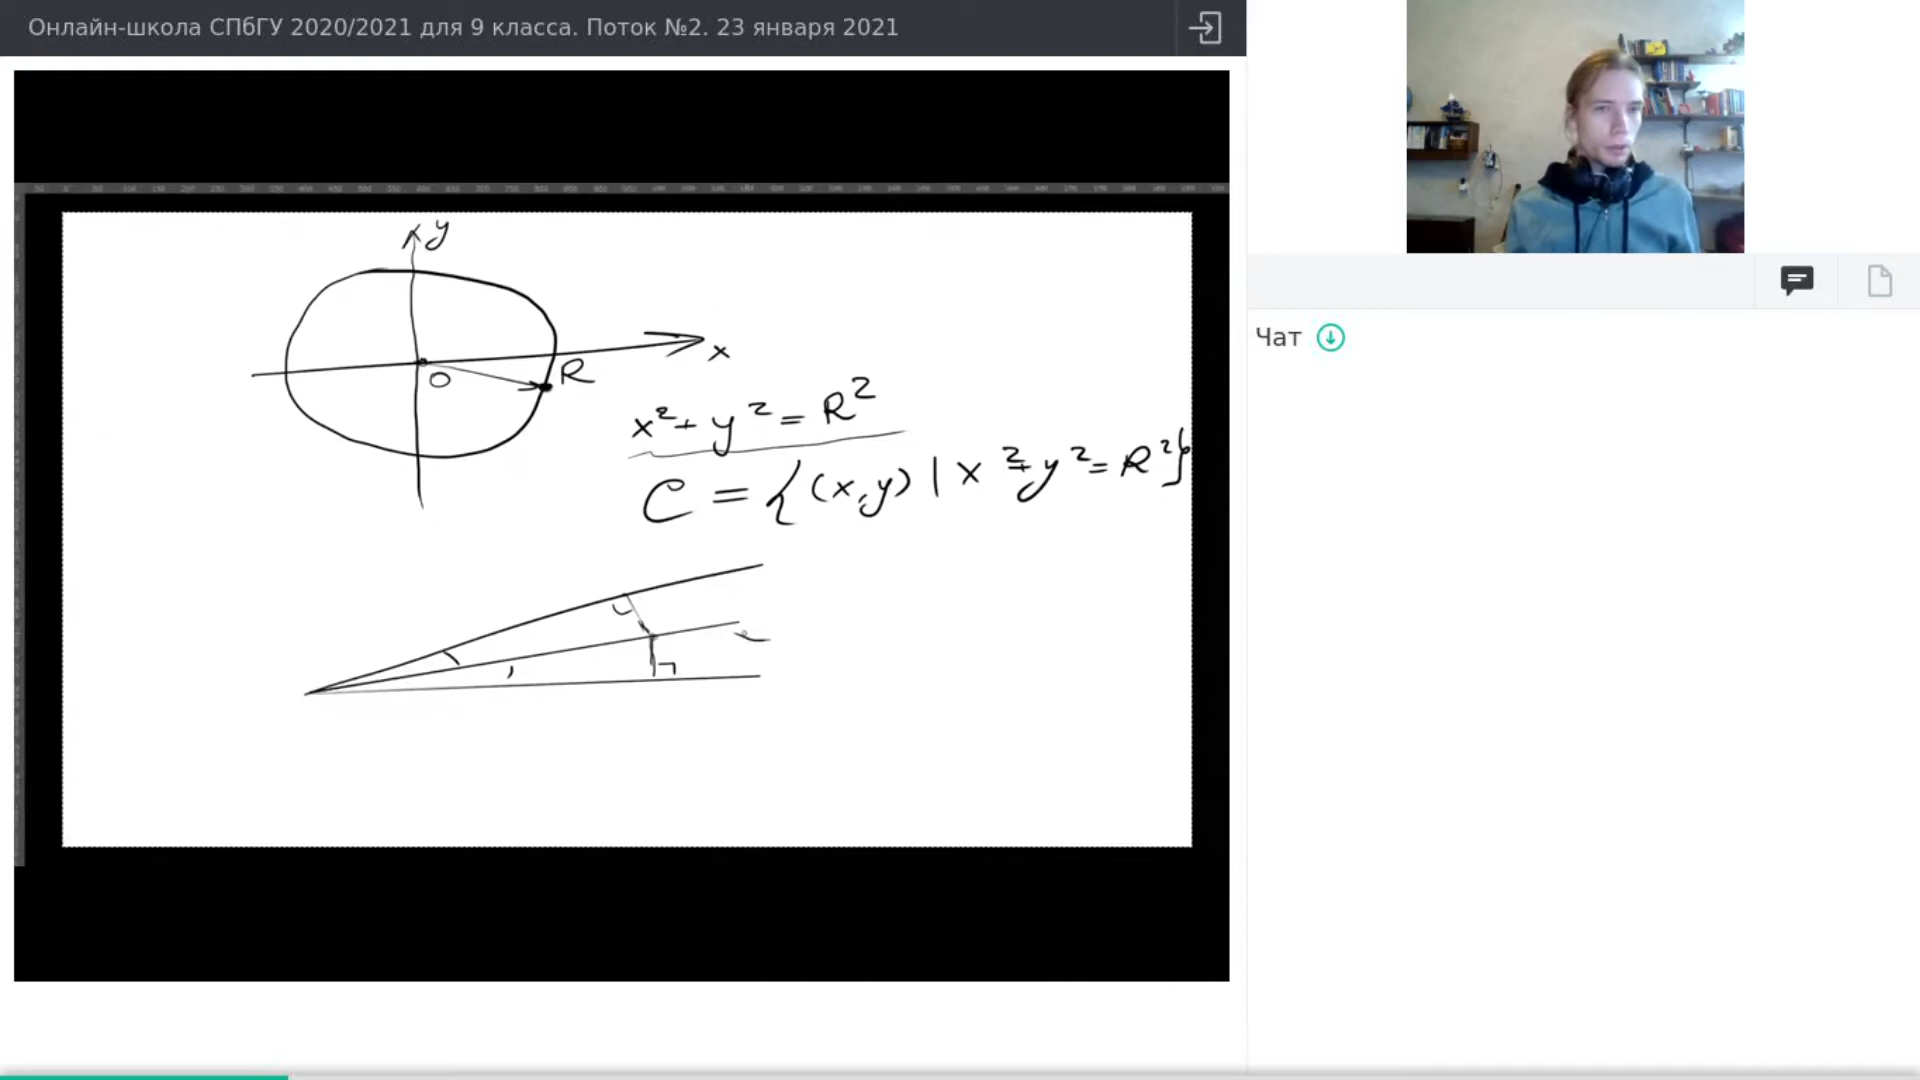 Онлайн-школа СПбГУ 2020/2021 для 9 класса. Поток №2. 23 января 2021
y
x
O
R
x² + y² = R²
C = {(x,y) | x² + y² = R²}
Чат